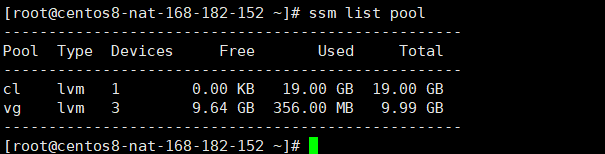 [root@centos8-nat-168-182-152 ~]# ssm list pool
---------------------------------------------------
Pool  Type  Devices      Free       Used     Total
---------------------------------------------------
cl    lvm   1         0.00 KB   19.00 GB  19.00 GB
vg    lvm   3         9.64 GB  356.00 MB   9.99 GB
---------------------------------------------------
[root@centos8-nat-168-182-152 ~]#